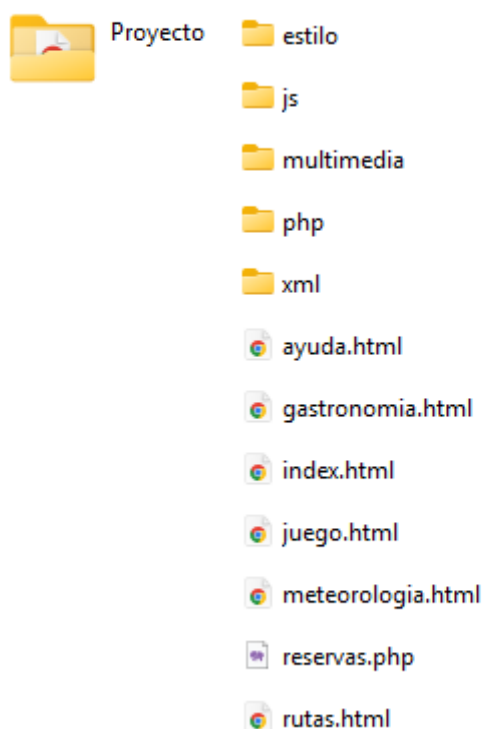 Proyecto
estilo
js
multimedia
php
xml
ayuda.html
gastronomia.html
index.html
juego.html
meteorologia.html
reservas.php
rutas.html